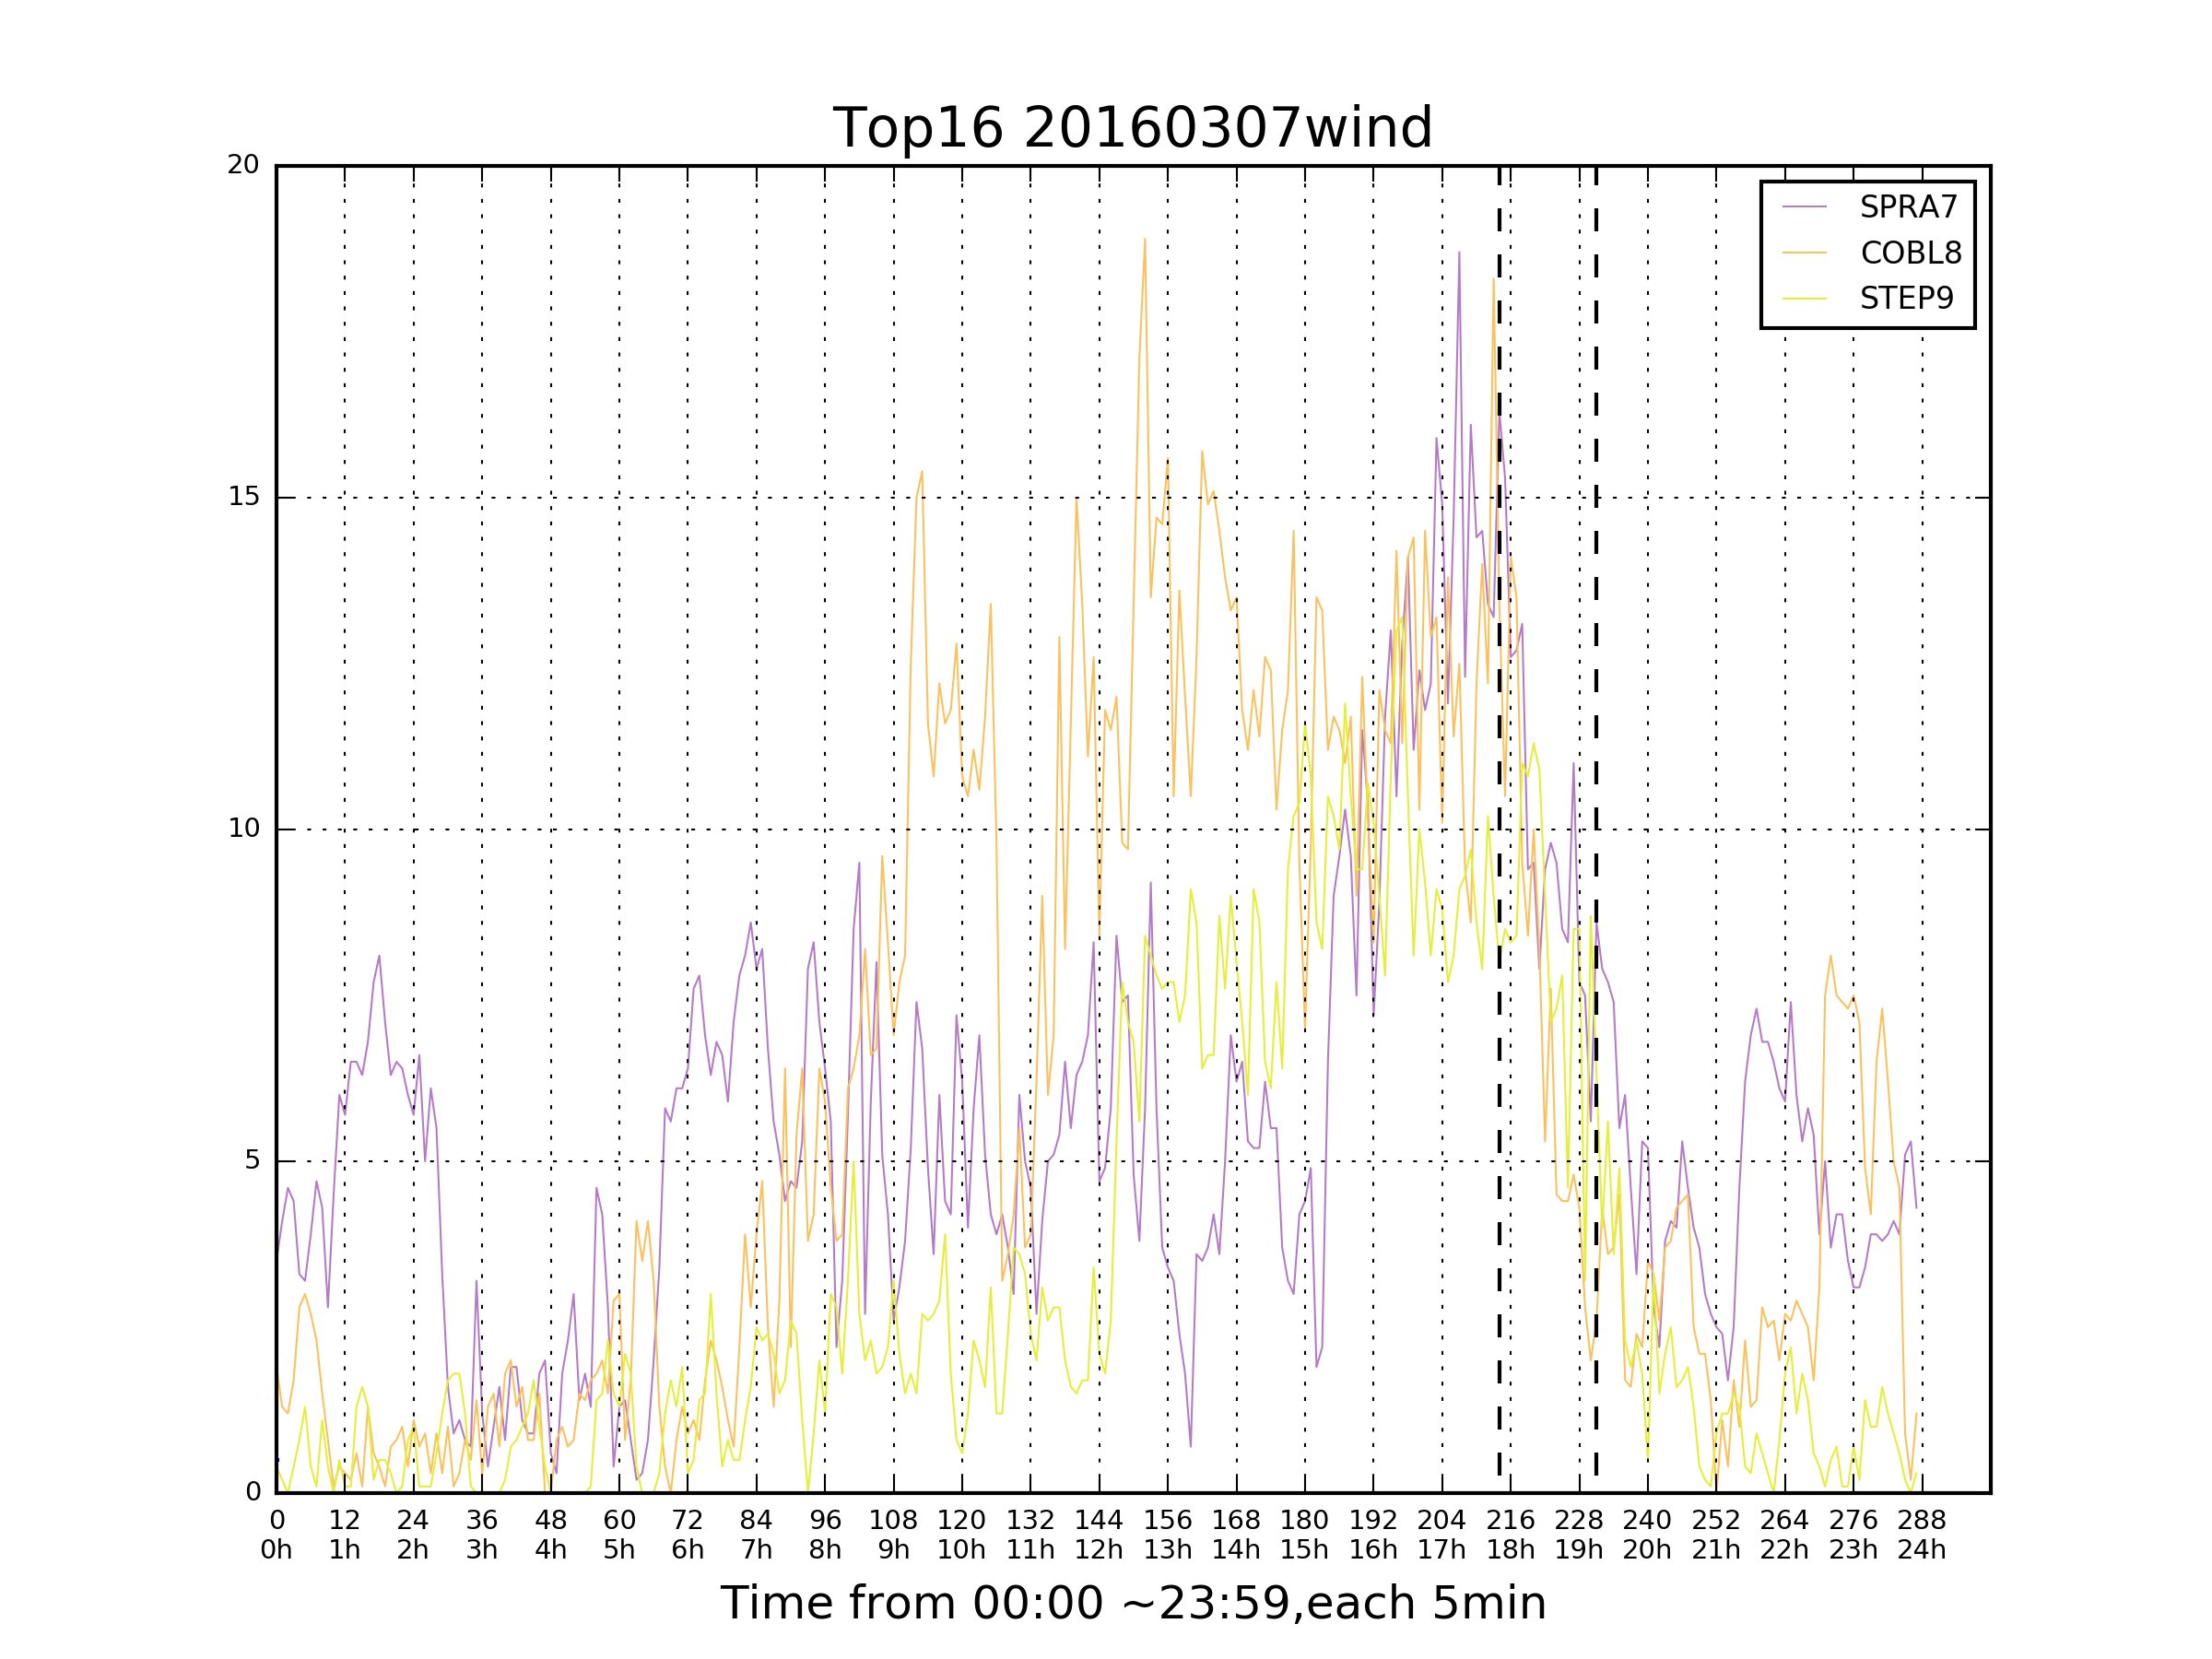 Top16 20160307wind
20
15
10
5
0
SPRA7
COBL8
STEP9
0 12 24 36 48 60 72 84 96 108 120 132 144 156 168 180 192 204 216 228 240 252 264 276 288
0h 1h 2h 3h 4h 5h 6h 7h 8h 9h 10h 11h 12h 13h 14h 15h 16h 17h 18h 19h 20h 21h 22h 23h 24h
Time from 00:00 ~23:59,each 5min